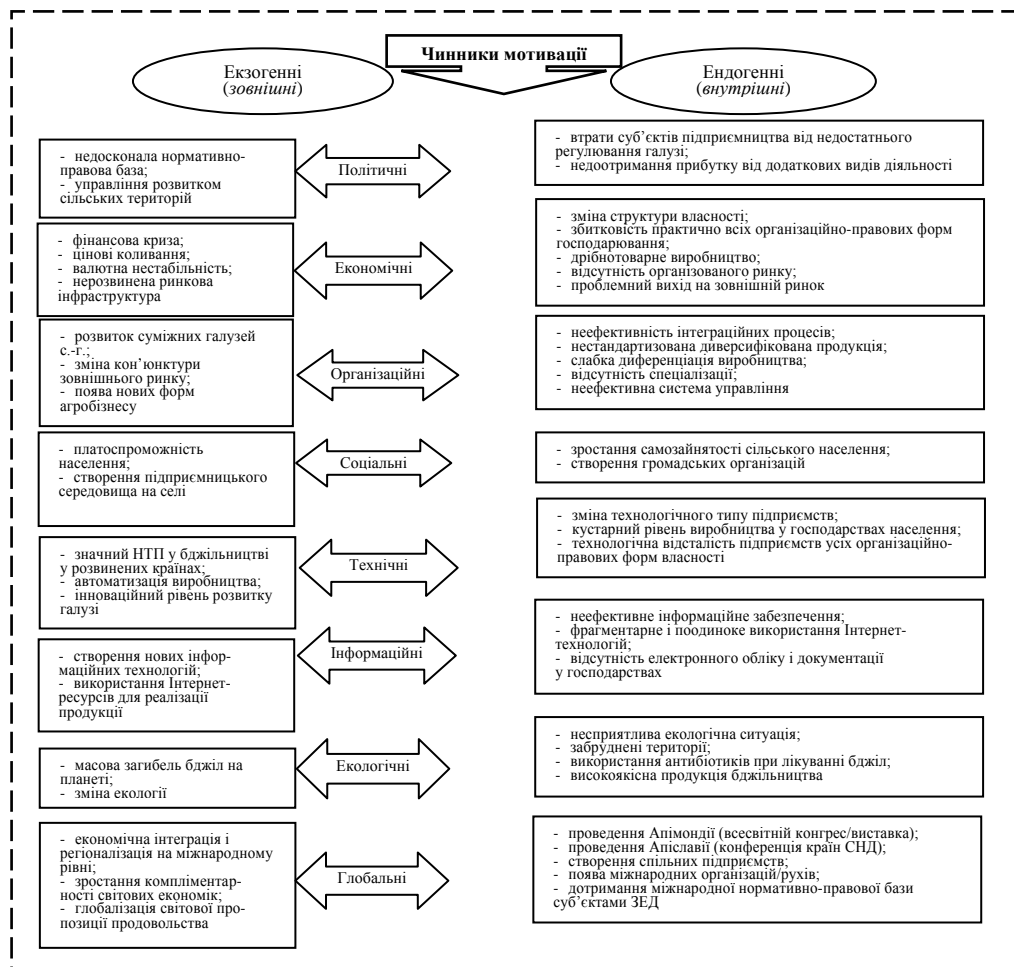 Чинники мотивації
Екзогенні
(зовнішні)
Ендогенні
(внутрішні)
- недосконала нормативно-
правова база;
- управління розвитком
сільських територій
Політичні
- втрати суб’єктів підприємництва від недостатнього
регулювання галузі;
- недоотримання прибутку від додаткових видів діяльності
- фінансова криза;
- цінові коливання;
- валютна нестабільність;
- нерозвинена ринкова
інфраструктура
Економічні
- зміна структури власності;
- збитковість практично всіх організаційно-правових форм
господарювання;
- дрібнотоварне виробництво;
- відсутність організованого ринку;
- проблемний вихід на зовнішній ринок
- розвиток суміжних галузей
с.-г.;
- зміна кон’юнктури
зовнішнього ринку;
- поява нових форм
агробізнесу
Організаційні
- неефективність інтеграційних процесів;
- нестандартизована диверсифікована продукція;
- слабка диференціація виробництва;
- відсутність спеціалізації;
- неефективна система управління
- платоспроможність
населення;
- створення підприємницького
середовища на селі
Соціальні
- зростання самозайнятості сільського населення;
- створення громадських організацій
- значний НТП у бджільництві
у розвинених країнах;
- автоматизація виробництва;
- інноваційний рівень розвитку
галузі
Технічні
- зміна технологічного типу підприємств;
- кустарний рівень виробництва у господарствах населення;
- технологічна відсталість підприємств усіх організаційно-
правових форм власності
- створення нових інфор-
маційних технологій;
- використання Інтернет-
ресурсів для реалізації
продукції
Інформаційні
- неефективне інформаційне забезпечення;
- фрагментарне і поодиноке використання Інтернет-
технологій;
- відсутність електронного обліку і документації
у господарствах
- масова загибель бджіл на
планеті;
- зміна екології
Екологічні
- несприятлива екологічна ситуація;
- забруднені території;
- використання антибіотиків при лікуванні бджіл;
- високоякісна продукція бджільництва
- економічна інтеграція і
регіоналізація на міжнародному
рівні;
- зростання компліментар-
ності світових економік;
- глобалізація світової про-
позиції продовольства
Глобальні
- проведення Апімондії (всесвітній конгрес/виставка);
- проведення Апіславії (конференція країн СНД);
- створення спільних підприємств;
- поява міжнародних організацій/рухів;
- дотримання міжнародної нормативно-правової бази
суб’єктами ЗЕД